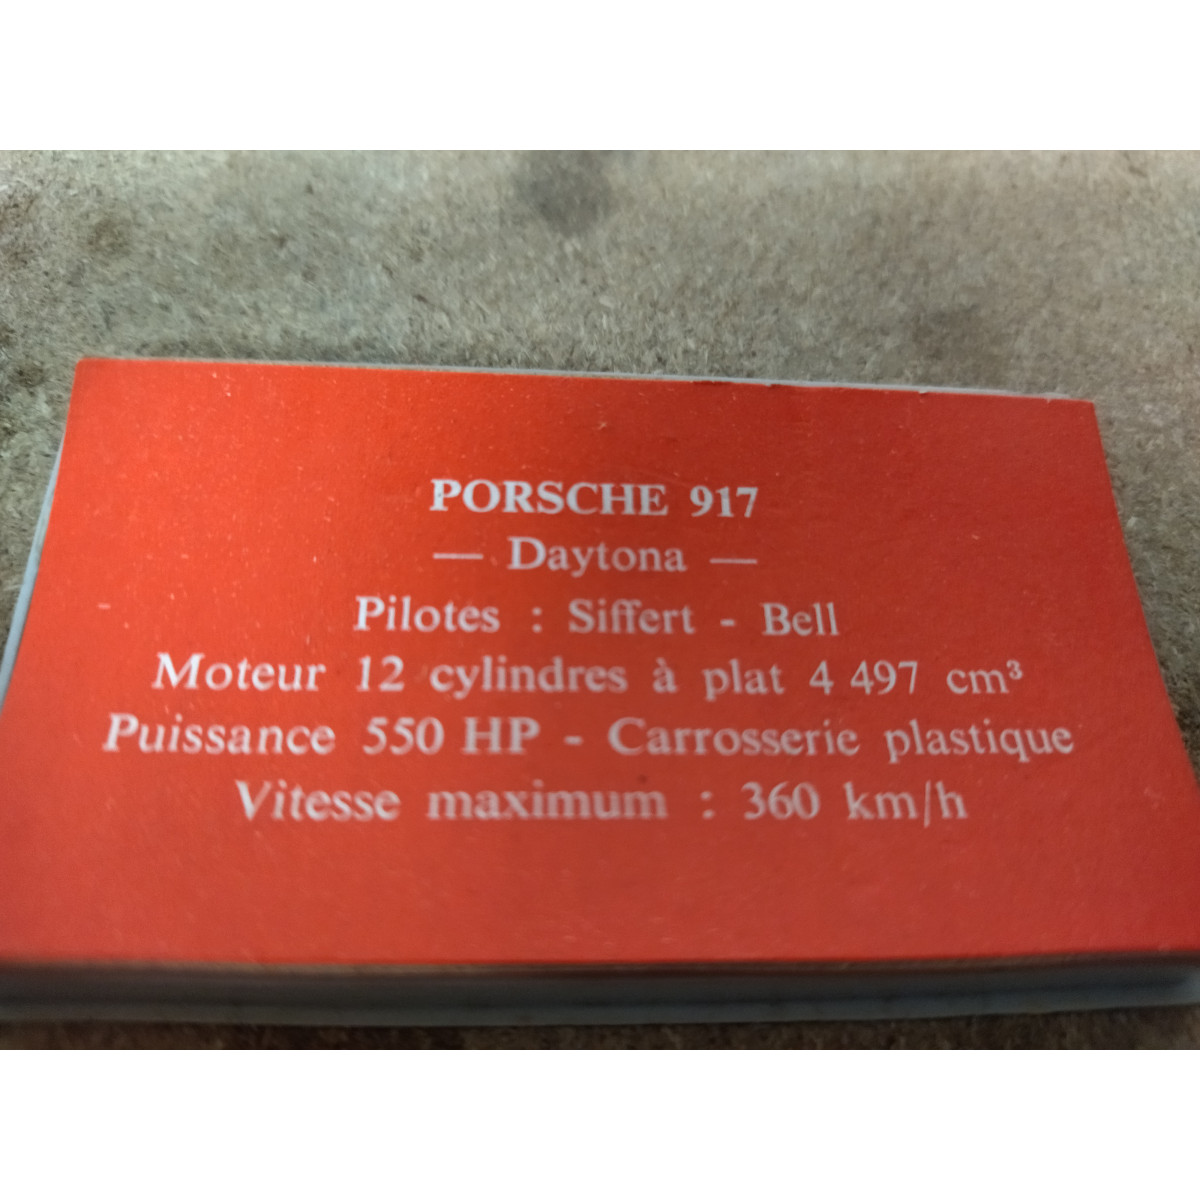 PORSCHE 917
— Daytona —
Pilotes : Siffert - Bell
Moteur 12 cylindres à plat 4 497 cm³
Puissance 550 HP - Carrosserie plastique
Vitesse maximum : 360 km/h